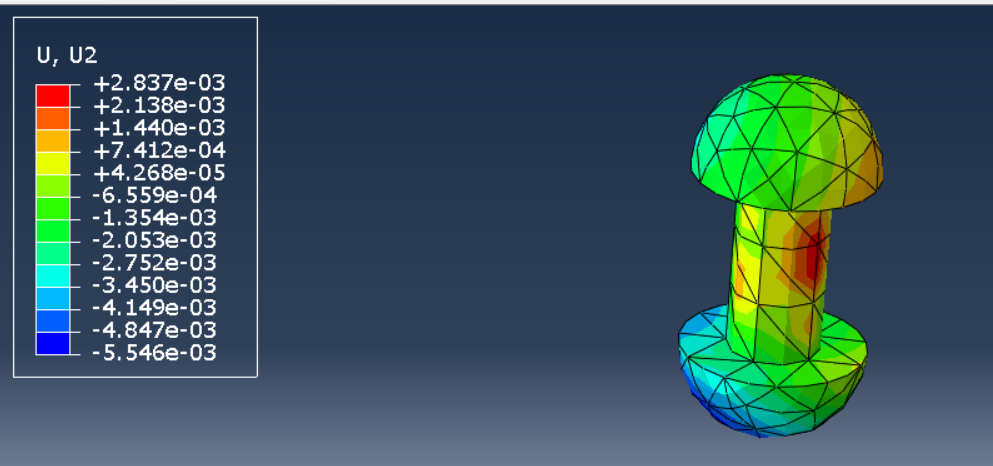 U, U2
+2.837e-03
+2.138e-03
+1.440e-03
+7.412e-04
+4.268e-05
-6.559e-04
-1.354e-03
-2.053e-03
-2.752e-03
-3.450e-03
-4.149e-03
-4.847e-03
-5.546e-03